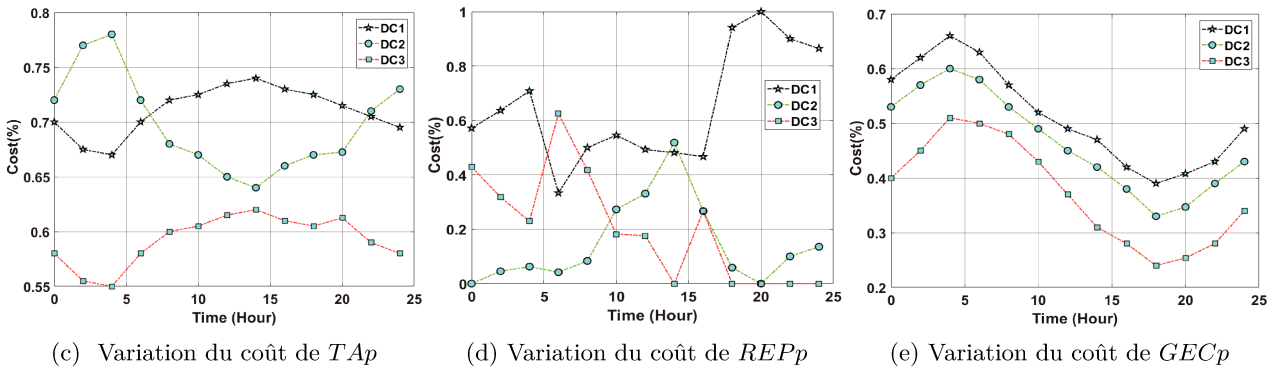 0.8
0.75
0.7
0.65
0.6
0.55
Cost(%)
0 5 10 15 20 25
Time (Hour)
DC1
DC2
DC3
(c) Variation du coût de TAp
1
0.8
0.6
0.4
0.2
0
Cost(%)
0 5 10 15 20 25
Time (Hour)
DC1
DC2
DC3
(d) Variation du coût de REPp
0.7
0.6
0.5
0.4
0.3
0.2
Cost(%)
0 5 10 15 20 25
Time (Hour)
DC1
DC2
DC3
(e) Variation du coût de GECp